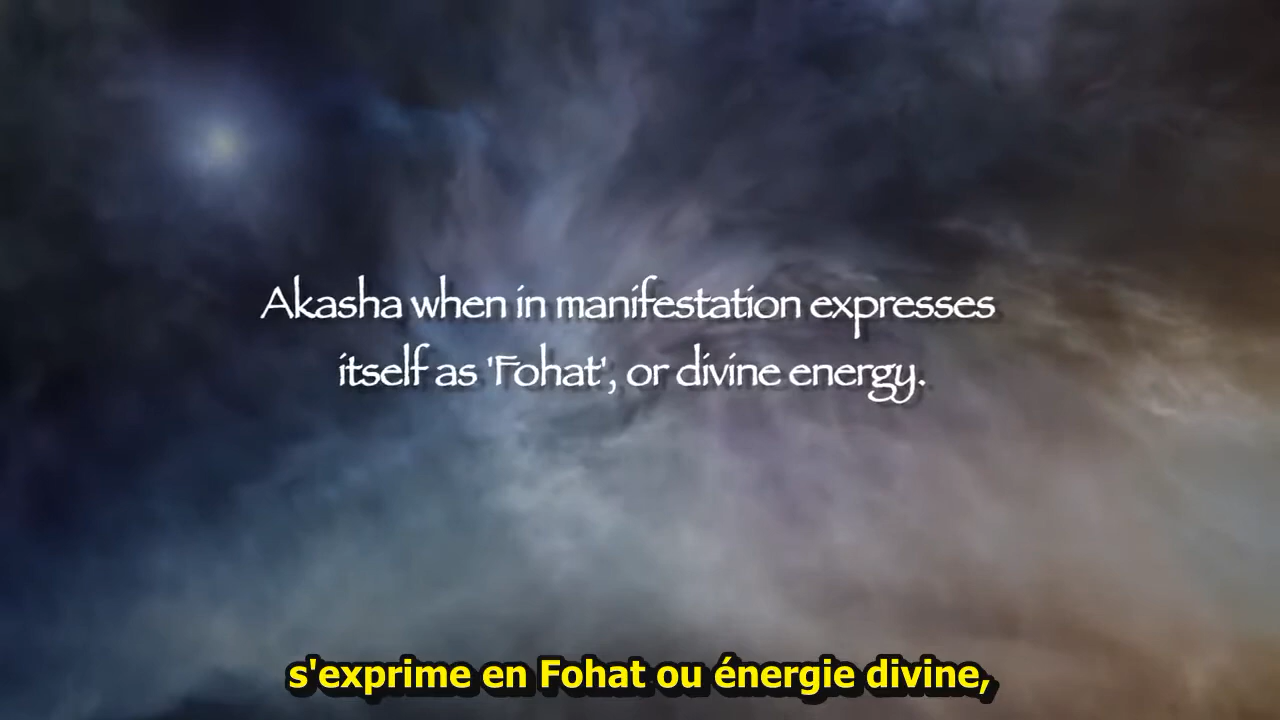 Akasha when in manifestation expresses
itself as 'Fohat', or divine energy.
s'exprime en Fohat ou énergie divine,